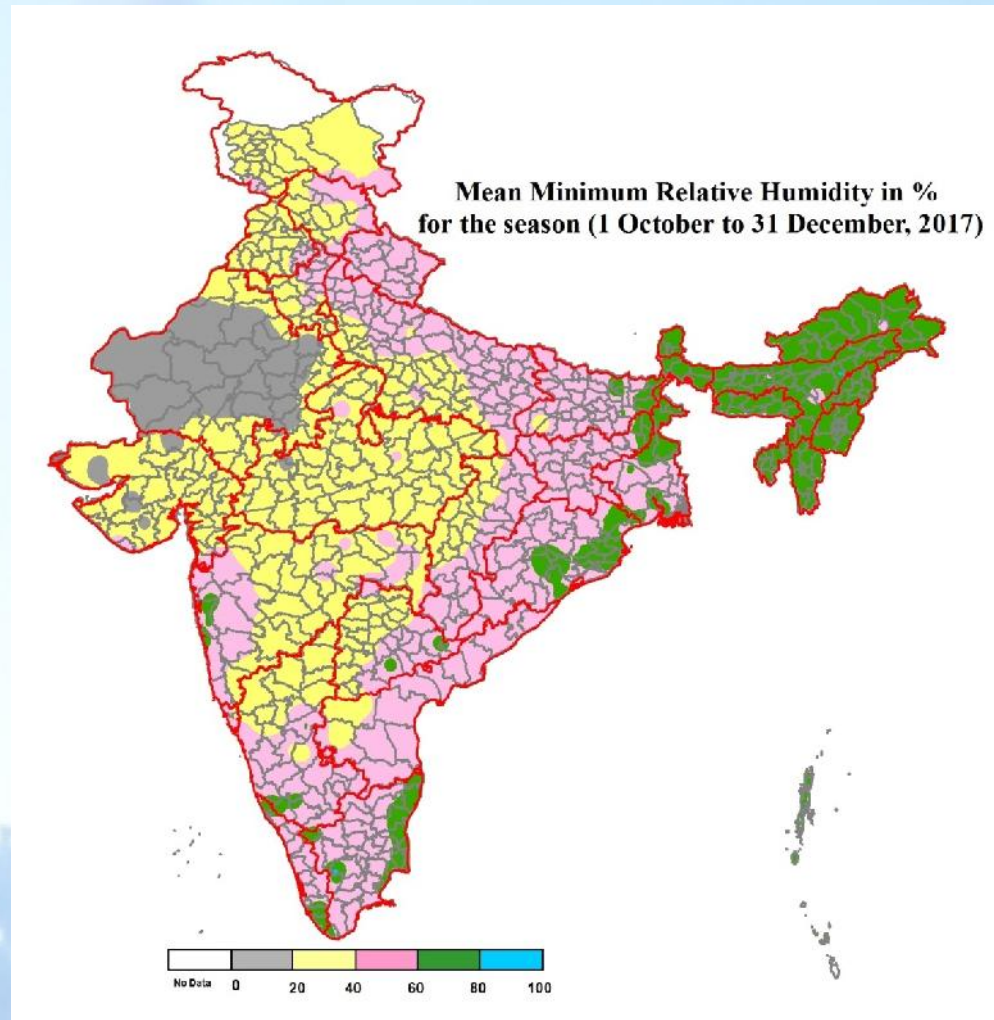 Mean Minimum Relative Humidity in %
for the season (1 October to 31 December, 2017)
No Data 0 20 40 60 80 100